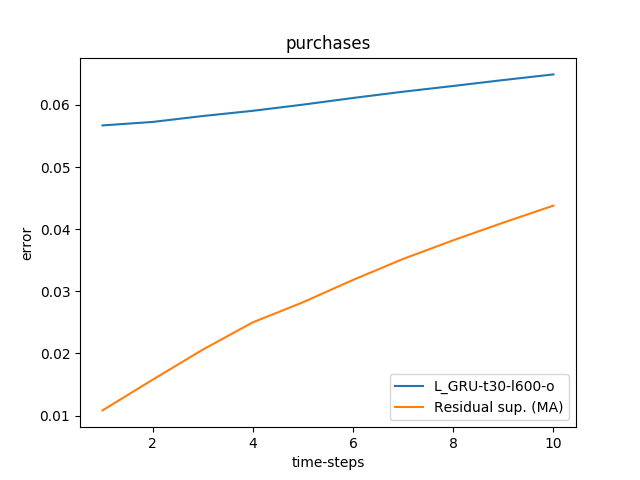 purchases
error
0.06
0.05
0.04
0.03
0.02
0.01
2
4
6
8
10
time-steps
L_GRU-t30-l600-o
Residual sup. (MA)